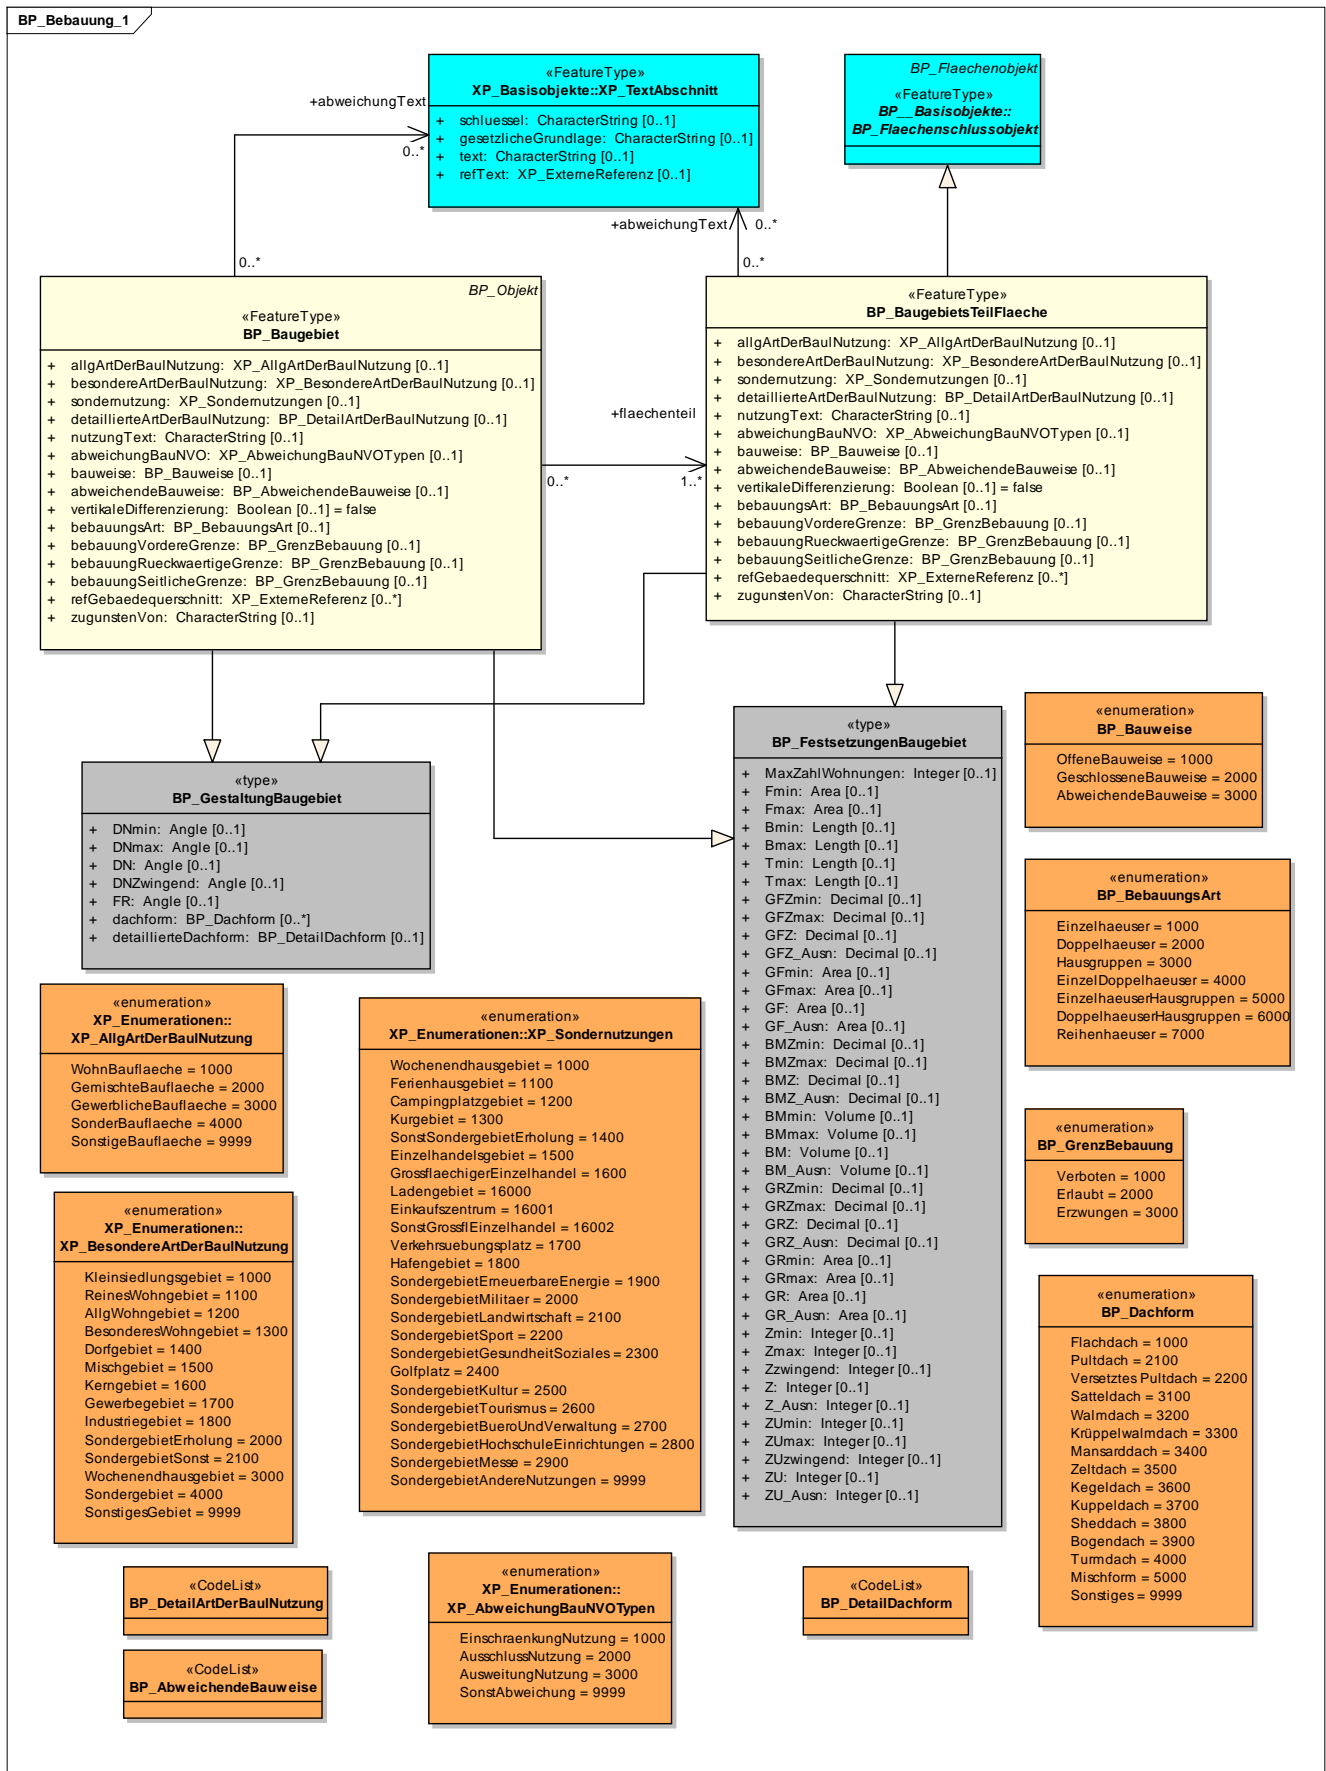 BP_Bebauung_1
«FeatureType»
XP_Basisobjekte::XP_TextAbschnitt
+ schluessel: CharacterString [0..1]
+ gesetzlicheGrundlage: CharacterString [0..1]
+ text: CharacterString [0..1]
+ refText: XP_ExterneReferenz [0..1]
BP_Flaechenobjekt
«FeatureType»
BP__Basisobjekte::
BP_Flaechenschlussobjekt
+abweichungText
0..*
0..*
+abweichungText
0..*
0..*
BP_Objekt
«FeatureType»
BP_Baugebiet
+ allgArtDerBaulNutzung: XP_AllgArtDerBaulNutzung [0..1]
+ besondereArtDerBaulNutzung: XP_BesondereArtDerBaulNutzung [0..1]
+ sondernutzung: XP_Sondernutzungen [0..1]
+ detaillierteArtDerBaulNutzung: BP_DetailArtDerBaulNutzung [0..1]
+ nutzungText: CharacterString [0..1]
+ abweichungBauNVO: XP_AbweichungBauNVOTypen [0..1]
+ bauweise: BP_Bauweise [0..1]
+ abweichendeBauweise: BP_AbweichendeBauweise [0..1]
+ vertikaleDifferenzierung: Boolean [0..1] = false
+ bebauungsArt: BP_BebauungsArt [0..1]
+ bebauungVordereGrenze: BP_GrenzBebauung [0..1]
+ bebauungRueckwaertigeGrenze: BP_GrenzBebauung [0..1]
+ bebauungSeitlicheGrenze: BP_GrenzBebauung [0..1]
+ refGebaedequerschnitt: XP_ExterneReferenz [0..*]
+ zugunstenVon: CharacterString [0..1]
+flaechenteil
0..*
1..*
«FeatureType»
BP_BaugebietsTeilFlaeche
+ allgArtDerBaulNutzung: XP_AllgArtDerBaulNutzung [0..1]
+ besondereArtDerBaulNutzung: XP_BesondereArtDerBaulNutzung [0..1]
+ sondernutzung: XP_Sondernutzungen [0..1]
+ detaillierteArtDerBaulNutzung: BP_DetailArtDerBaulNutzung [0..1]
+ nutzungText: CharacterString [0..1]
+ abweichungBauNVO: XP_AbweichungBauNVOTypen [0..1]
+ bauweise: BP_Bauweise [0..1]
+ abweichendeBauweise: BP_AbweichendeBauweise [0..1]
+ vertikaleDifferenzierung: Boolean [0..1] = false
+ bebauungsArt: BP_BebauungsArt [0..1]
+ bebauungVordereGrenze: BP_GrenzBebauung [0..1]
+ bebauungRueckwaertigeGrenze: BP_GrenzBebauung [0..1]
+ bebauungSeitlicheGrenze: BP_GrenzBebauung [0..1]
+ refGebaedequerschnitt: XP_ExterneReferenz [0..*]
+ zugunstenVon: CharacterString [0..1]
«type»
BP_GestaltungBaugebiet
+ DNmin: Angle [0..1]
+ DNmax: Angle [0..1]
+ DN: Angle [0..1]
+ DNZwingend: Angle [0..1]
+ FR: Angle [0..1]
+ dachform: BP_Dachform [0..*]
+ detaillierteDachform: BP_DetailDachform [0..1]
«type»
BP_FestsetzungenBaugebiet
+ MaxZahlWohnungen: Integer [0..1]
+ Fmin: Area [0..1]
+ Fmax: Area [0..1]
+ Bmin: Length [0..1]
+ Bmax: Length [0..1]
+ Tmin: Length [0..1]
+ Tmax: Length [0..1]
+ GFZmin: Decimal [0..1]
+ GFZmax: Decimal [0..1]
+ GFZ: Decimal [0..1]
+ GFZ_Ausn: Decimal [0..1]
+ GFmin: Area [0..1]
+ GFmax: Area [0..1]
+ GF: Area [0..1]
+ GF_Ausn: Area [0..1]
+ BMZmin: Decimal [0..1]
+ BMZmax: Decimal [0..1]
+ BMZ: Decimal [0..1]
+ BMZ_Ausn: Decimal [0..1]
+ BMmin: Volume [0..1]
+ BMmax: Volume [0..1]
+ BM: Volume [0..1]
+ BM_Ausn: Volume [0..1]
+ GRZmin: Decimal [0..1]
+ GRZmax: Decimal [0..1]
+ GRZ: Decimal [0..1]
+ GRZ_Ausn: Decimal [0..1]
+ GRmin: Area [0..1]
+ GRmax: Area [0..1]
+ GR: Area [0..1]
+ GR_Ausn: Area [0..1]
+ Zmin: Integer [0..1]
+ Zmax: Integer [0..1]
+ Zzwingend: Integer [0..1]
+ Z: Integer [0..1]
+ Z_Ausn: Integer [0..1]
+ ZUmin: Integer [0..1]
+ ZUmax: Integer [0..1]
+ ZUzwingend: Integer [0..1]
+ ZU: Integer [0..1]
+ ZU_Ausn: Integer [0..1]
«enumeration»
BP_Bauweise
OffeneBauweise = 1000
GeschlosseneBauweise = 2000
AbweichendeBauweise = 3000
«enumeration»
BP_BebauungsArt
Einzelhaeuser = 1000
Doppelhaeuser = 2000
Hausgruppen = 3000
EinzelDoppelhaeuser = 4000
EinzelhaeuserHausgruppen = 5000
DoppelhaeuserHausgruppen = 6000
Reihenhaeuser = 7000
«enumeration»
BP_GrenzBebauung
Verboten = 1000
Erlaubt = 2000
Erzwungen = 3000
«enumeration»
BP_Dachform
Flachdach = 1000
Pultdach = 2100
Versetztes Pultdach = 2200
Satteldach = 3100
Walmdach = 3200
Krüppelwalmdach = 3300
Mansarddach = 3400
Zeltdach = 3500
Kegeldach = 3600
Kuppeldach = 3700
Sheddach = 3800
Bogendach = 3900
Turmdach = 4000
Mischform = 5000
Sonstiges = 9999
«enumeration»
XP_Enumerationen::
XP_AllgArtDerBaulNutzung
WohnBauflaeche = 1000
GemischteBauflaeche = 2000
GewerblicheBauflaeche = 3000
SonderBauflaeche = 4000
SonstigeBauflaeche = 9999
«enumeration»
XP_Enumerationen::
XP_BesondereArtDerBaulNutzung
Kleinsiedlungsgebiet = 1000
ReinesWohngebiet = 1100
AllgWohngebiet = 1200
BesonderesWohngebiet = 1300
Dorfgebiet = 1400
Mischgebiet = 1500
Kerngebiet = 1600
Gewerbegebiet = 1700
Industriegebiet = 1800
SondergebietErholung = 2000
SondergebietSonst = 2100
Wochenendhausgebiet = 3000
Sondergebiet = 4000
SonstigesGebiet = 9999
«enumeration»
XP_Enumerationen::XP_Sondernutzungen
Wochenendhausgebiet = 1000
Ferienhausgebiet = 1100
Campingplatzgebiet = 1200
Kurgebiet = 1300
SonstSondergebietErholung = 1400
Einzelhandelsgebiet = 1500
GrossflaechigerEinzelhandel = 1600
Ladengebiet = 16000
Einkaufszentrum = 16001
SonstGrossflEinzelhandel = 16002
Verkehrsuebungsplatz = 1700
Hafengebiet = 1800
SondergebietErneuerbareEnergie = 1900
SondergebietMilitaer = 2000
SondergebietLandwirtschaft = 2100
SondergebietSport = 2200
SondergebietGesundheitSoziales = 2300
Golfplatz = 2400
SondergebietKultur = 2500
SondergebietTourismus = 2600
SondergebietBueroUndVerwaltung = 2700
SondergebietHochschuleEinrichtungen = 2800
SondergebietMesse = 2900
SondergebietAndereNutzungen = 9999
«CodeList»
BP_DetailArtDerBaulNutzung
«CodeList»
BP_AbweichendeBauweise
«enumeration»
XP_Enumerationen::
XP_AbweichungBauNVOTypen
EinschraenkungNutzung = 1000
AusschlussNutzung = 2000
AusweitungNutzung = 3000
SonstAbweichung = 9999
«CodeList»
BP_DetailDachform